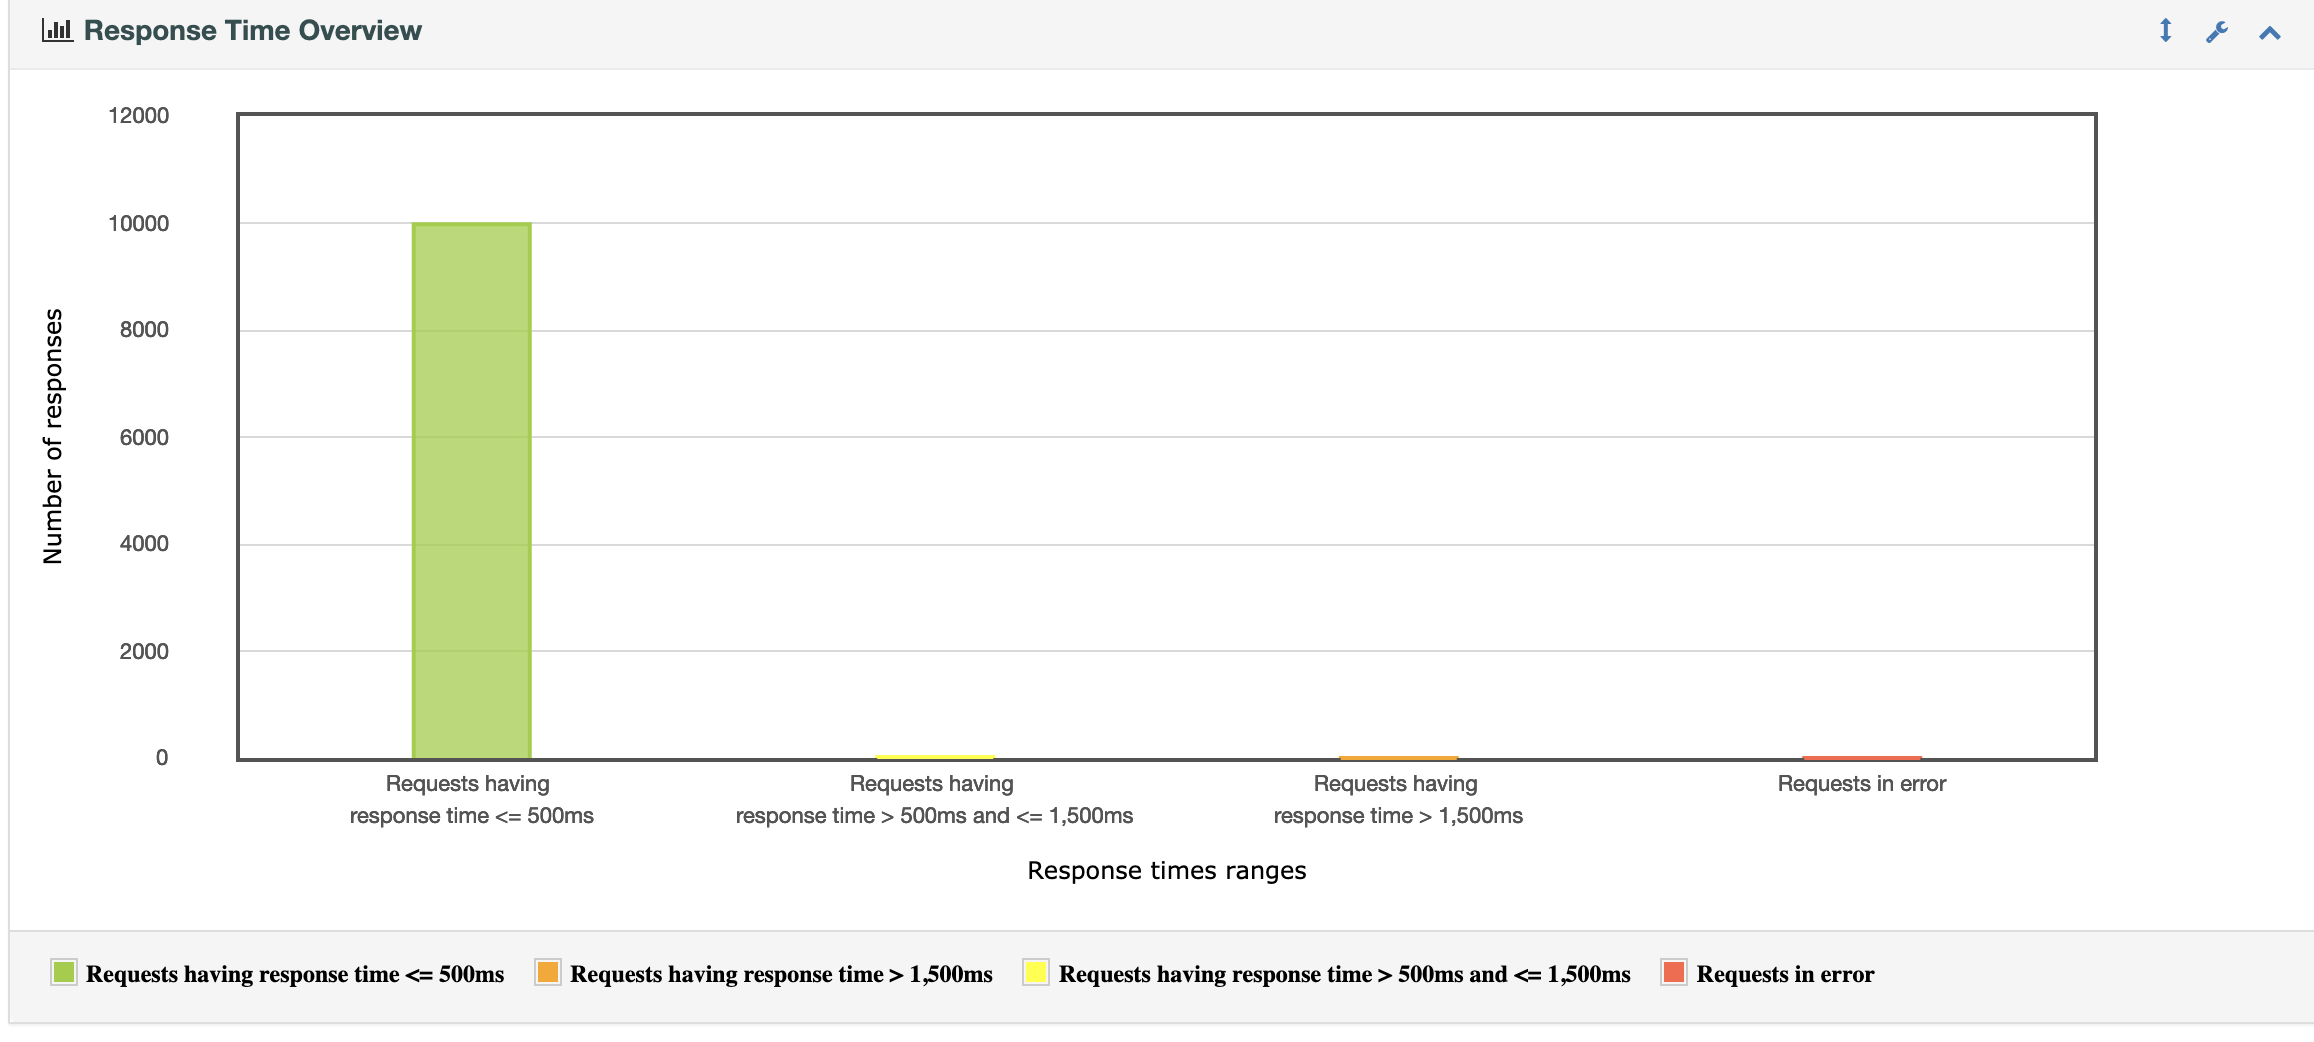 Response Time Overview
12000
10000
8000
6000
4000
2000
0
Number of responses
Requests having
response time <= 500ms
Requests having
response time > 500ms and <= 1,500ms
Requests having
response time > 1,500ms
Requests in error
Response times ranges
Requests having response time <= 500ms
Requests having response time > 1,500ms
Requests having response time > 500ms and <= 1,500ms
Requests in error